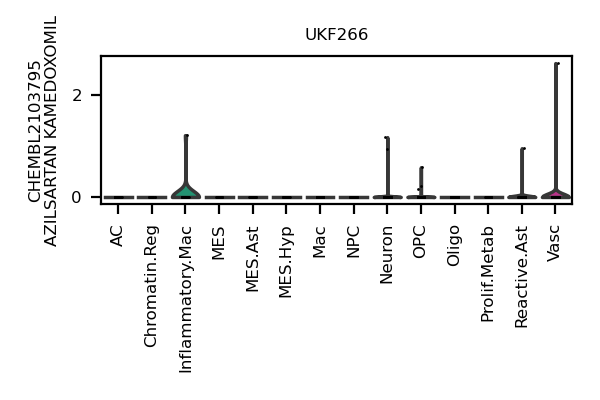 UKF266
CHEMBL2103795
AZILSARTAN KAMEDOXOMIL
2
0
AC
Chromatin.Reg
Inflammatory.Mac
MES
MES.Ast
MES.Hyp
Mac
NPC
Neuron
OPC
Oligo
Prolif.Metab
Reactive.Ast
Vasc